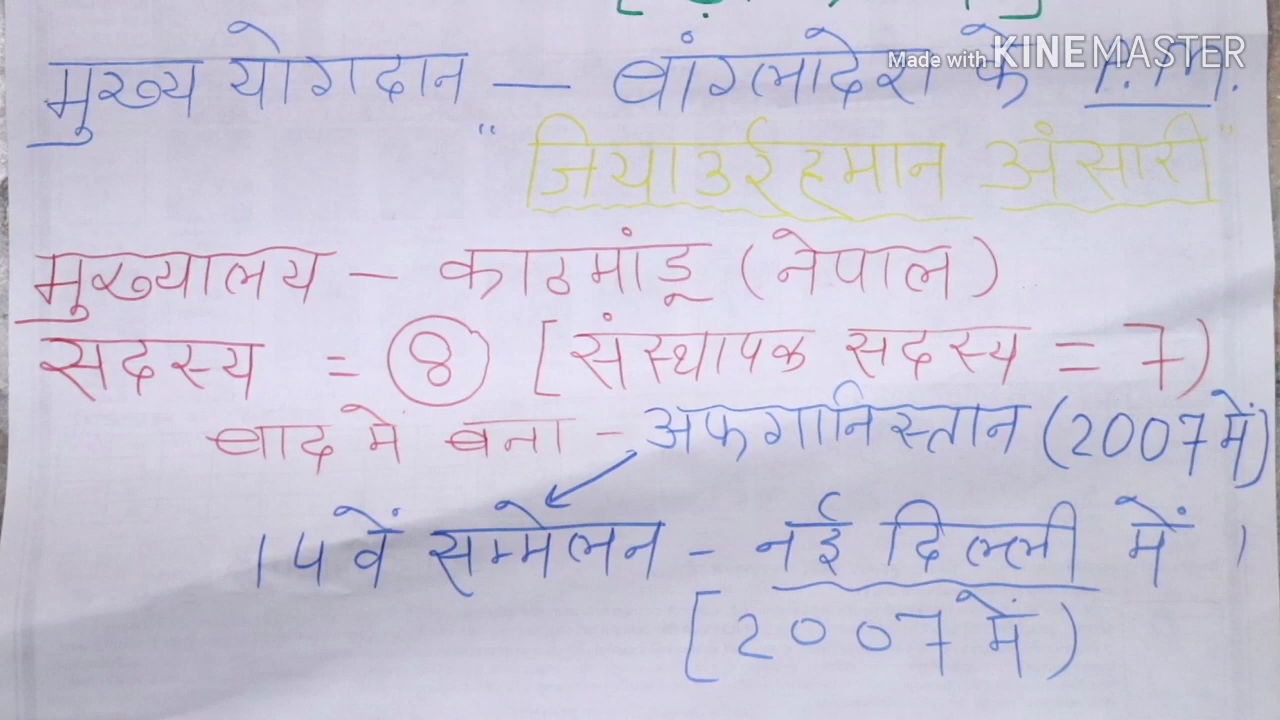 मुख्य योगदान — बांग्लादेश के P.M.
Made with KINEMASTER
"जियाउर्रहमान अंसारी"
मुख्यालय - काठमांडू (नेपाल)
सदस्य = 8 [संस्थापक सदस्य = 7)
बाद मे बना - अफगानिस्तान (2007 में)
14वें सम्मेलन - नई दिल्ली में ।
[2007 में)